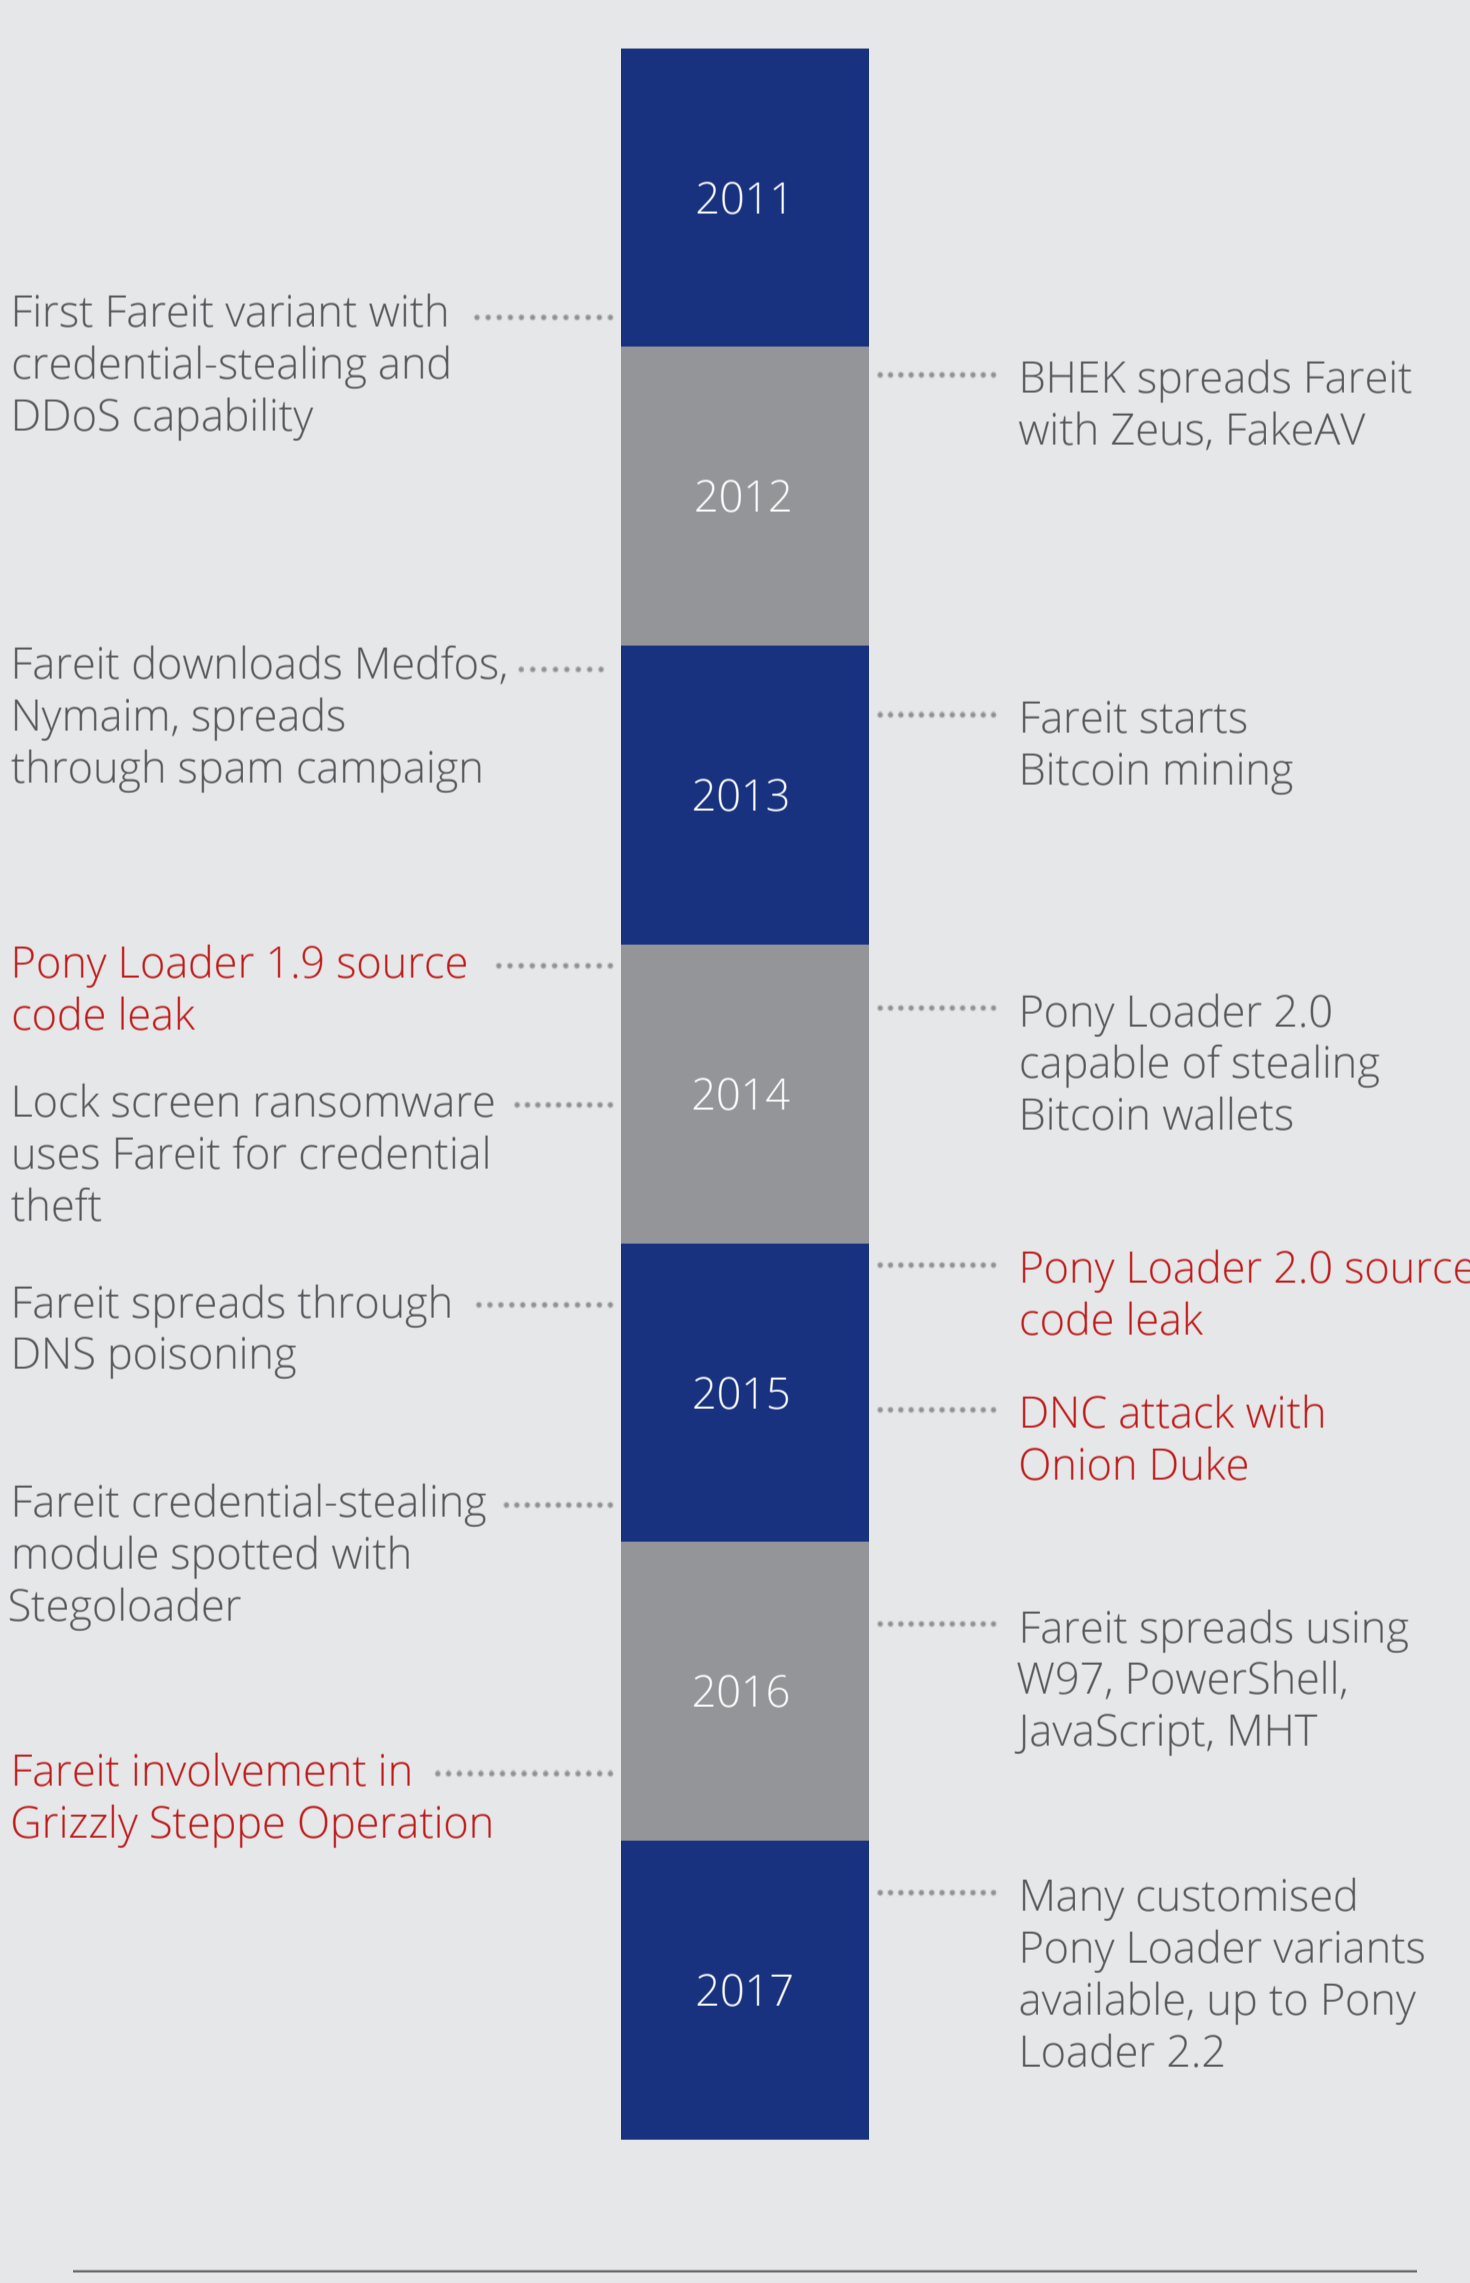 2011
First Fareit variant with
credential-stealing and
DDoS capability
BHEK spreads Fareit
with Zeus, FakeAV
2012
Fareit downloads Medfos,
Nymaim, spreads
through spam campaign
Fareit starts
Bitcoin mining
2013
Pony Loader 1.9 source
code leak
Pony Loader 2.0
capable of stealing
Bitcoin wallets
2014
Lock screen ransomware
uses Fareit for credential
theft
Pony Loader 2.0 source
code leak
Fareit spreads through
DNS poisoning
2015
DNC attack with
Onion Duke
Fareit credential-stealing
module spotted with
Stegoloader
Fareit spreads using
W97, PowerShell,
JavaScript, MHT
2016
Fareit involvement in
Grizzly Steppe Operation
Many customised
Pony Loader variants
available, up to Pony
Loader 2.2
2017